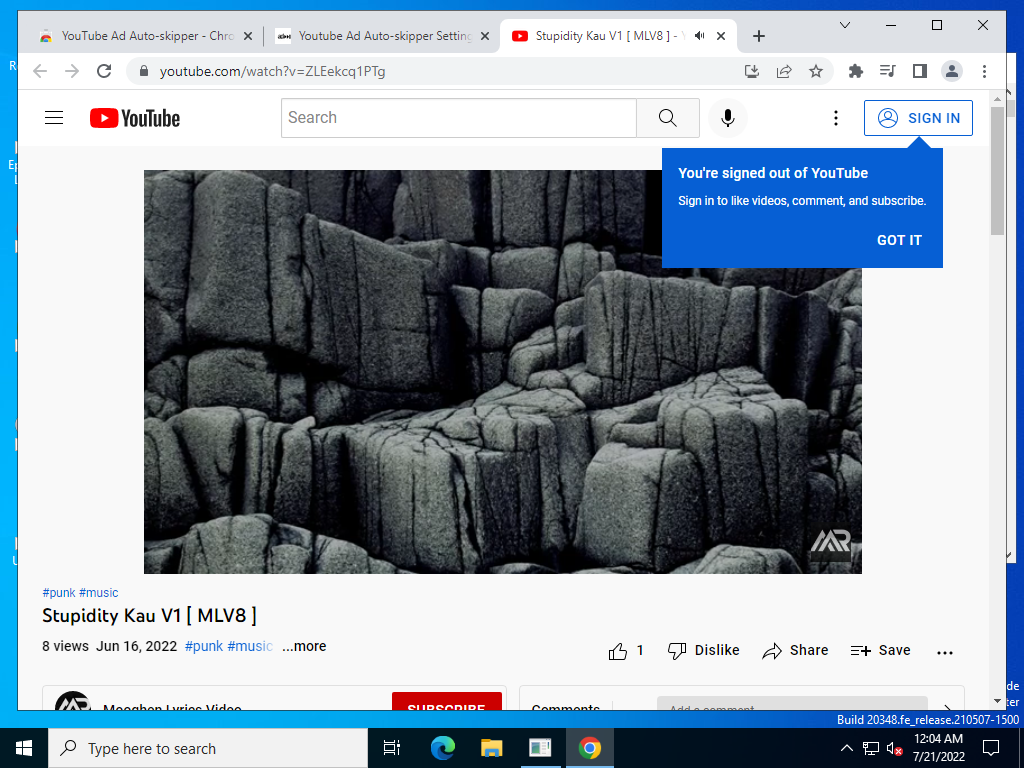 YouTube Ad Auto-skipper - Chro
Youtube Ad Auto-skipper Setting
Stupidity Kau V1 [ MLV8 ] - Y
youtube.com/watch?v=ZLEekcq1PTg
YouTube
Search
SIGN IN
You're signed out of YouTube
Sign in to like videos, comment, and subscribe.
GOT IT
MR
#punk #music
Stupidity Kau V1 [ MLV8 ]
8 views Jun 16, 2022 #punk #music ...more
1 Dislike Share Save
Mooghen Lyrics Video
SUBSCRIBE
Comments
Add a comment...
Build 20348.fe_release.210507-1500
Type here to search
12:04 AM
7/21/2022